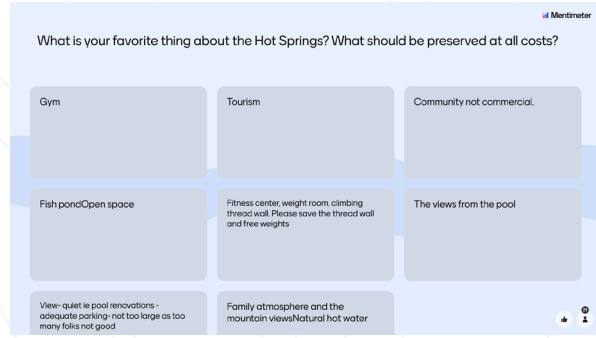 Mentimeter
What is your favorite thing about the Hot Springs? What should be preserved at all costs?
Gym
Tourism
Community not commercial.
Fish pondOpen space
Fitness center, weight room, climbing
thread wall. Please save the thread wall
and free weights
The views from the pool
View- quiet ie pool renovations -
adequate parking- not too large as too
many folks not good
Family atmosphere and the
mountain viewsNatural hot water